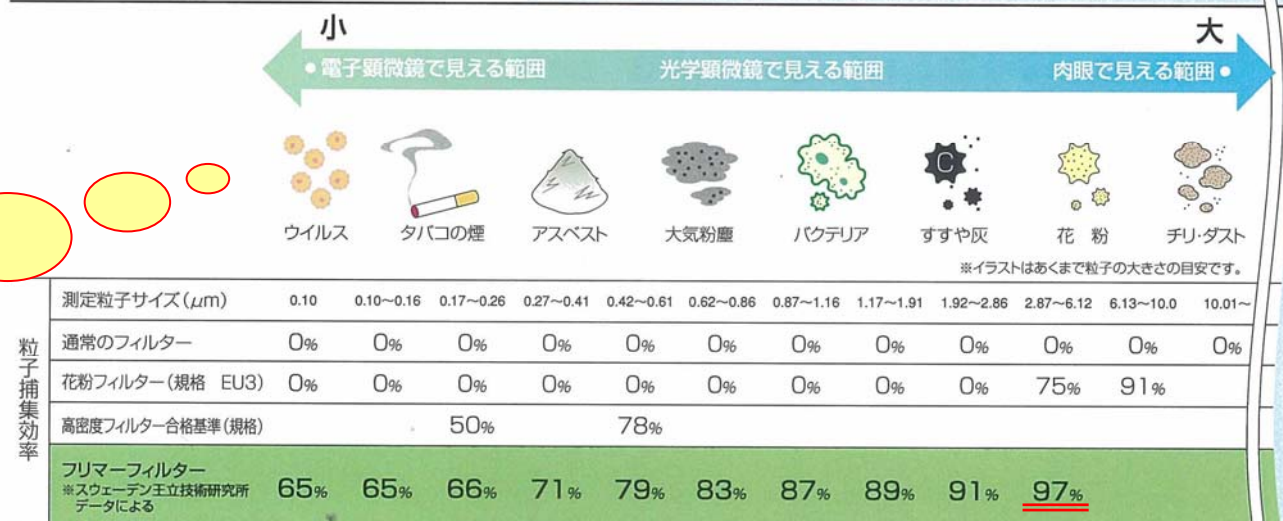 小 大
●電子顕微鏡で見える範囲 光学顕微鏡で見える範囲 肉眼で見える範囲●
C
ウイルス タバコの煙 アスベスト 大気粉塵 バクテリア すすや灰 花 粉 チリ・ダスト
※イラストはあくまで粒子の大きさの目安です。
粒子捕集効率
測定粒子サイズ(μm) 0.10 0.10～0.16 0.17～0.26 0.27～0.41 0.42～0.61 0.62～0.86 0.87～1.16 1.17～1.91 1.92～2.86 2.87～6.12 6.13～10.0 10.01～
通常のフィルター 0% 0% 0% 0% 0% 0% 0% 0% 0% 0% 0% 0%
花粉フィルター(規格 EU3) 0% 0% 0% 0% 0% 0% 0% 0% 0% 75% 91%
高密度フィルター合格基準(規格) 50% 78%
フリマーフィルター 65% 65% 66% 71% 79% 83% 87% 89% 91% 97%
※スウェーデン王立技術研究所
データによる